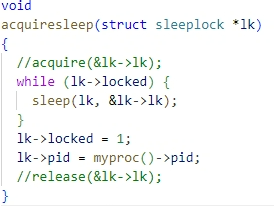 void
acquiresleep(struct sleeplock *lk)
{
  //acquire(&lk->lk);
  while (lk->locked) {
    sleep(lk, &lk->lk);
  }
  lk->locked = 1;
  lk->pid = myproc()->pid;
  //release(&lk->lk);
}